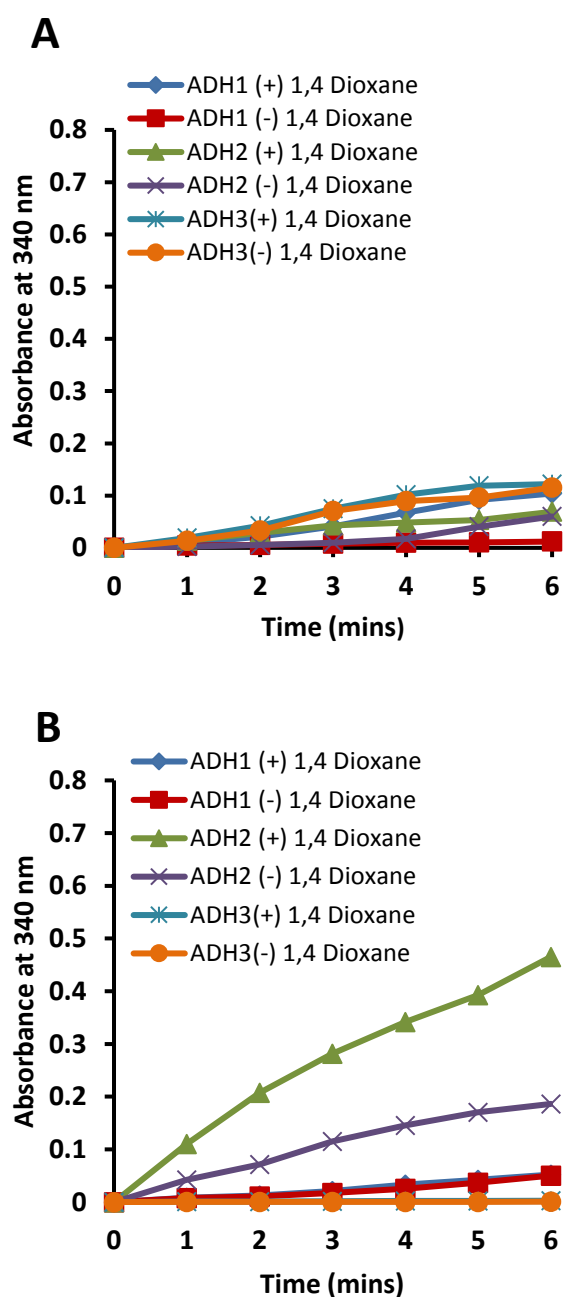 A
ADH1 (+) 1,4 Dioxane
ADH1 (-) 1,4 Dioxane
ADH2 (+) 1,4 Dioxane
ADH2 (-) 1,4 Dioxane
ADH3(+) 1,4 Dioxane
ADH3(-) 1,4 Dioxane
0.8
0.7
0.6
0.5
0.4
0.3
0.2
0.1
0
Absorbance at 340 nm
0 1 2 3 4 5 6
Time (mins)
B
ADH1 (+) 1,4 Dioxane
ADH1 (-) 1,4 Dioxane
ADH2 (+) 1,4 Dioxane
ADH2 (-) 1,4 Dioxane
ADH3(+) 1,4 Dioxane
ADH3(-) 1,4 Dioxane
0.8
0.7
0.6
0.5
0.4
0.3
0.2
0.1
0
Absorbance at 340 nm
0 1 2 3 4 5 6
Time (mins)